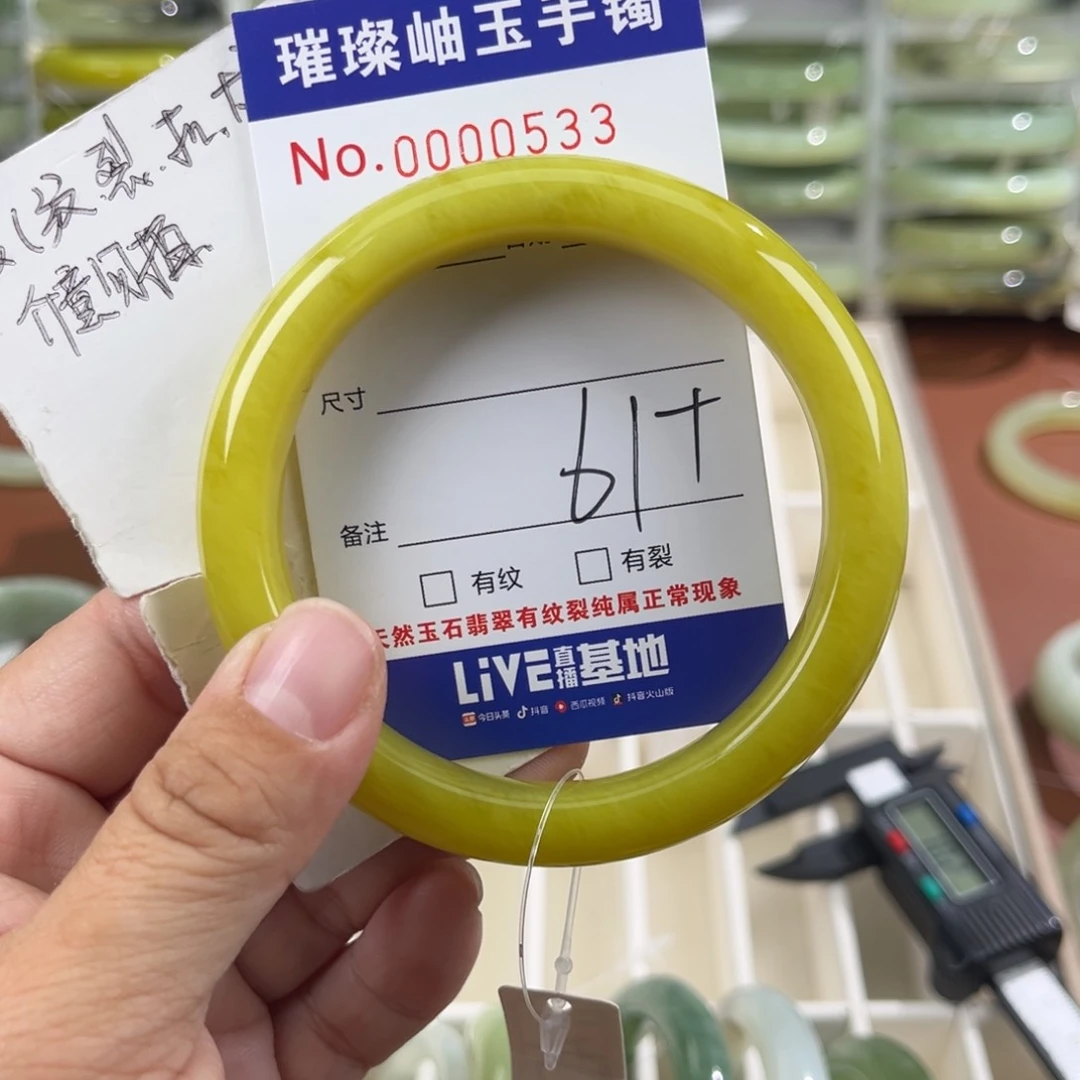 璀璨岫玉手镯
No.0000533
尺寸
61+
备注
有纹 有裂
天然玉石翡翠有纹裂纯属正常现象
LiVE直播基地
今日头条 抖音 西瓜视频 抖音火山版